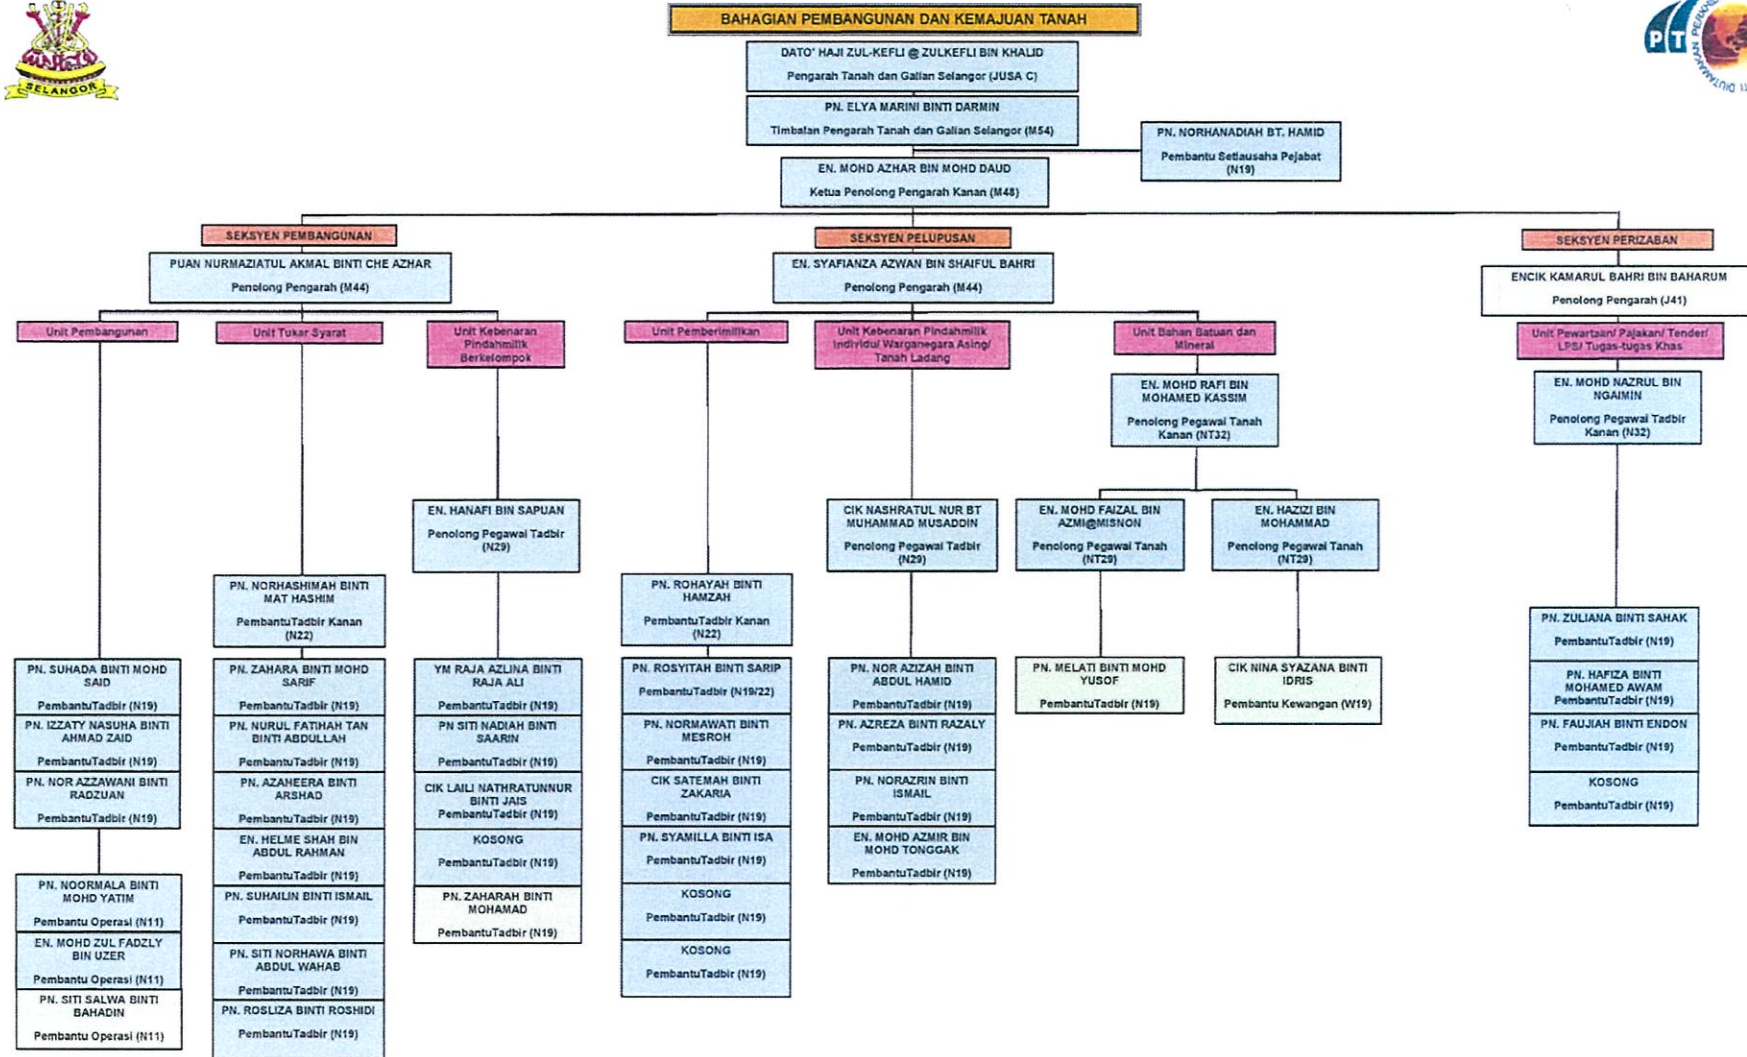 SELANGOR
BAHAGIAN PEMBANGUNAN DAN KEMAJUAN TANAH
PT
DATO' HAJI ZUL-KEFLI @ ZULKEFLI BIN KHALID
Pengarah Tanah dan Galian Selangor (JUSA C)
PN. ELYA MARINI BINTI DARMIN
Timbalan Pengarah Tanah dan Galian Selangor (M54)
PN. NORHANADIAH BT. HAMID
Pembantu Setiausaha Pejabat
(N19)
EN. MOHD AZHAR BIN MOHD DAUD
Ketua Penolong Pengarah Kanan (M48)
SEKSYEN PEMBANGUNAN
PUAN NURMAZIATUL AKMAL BINTI CHE AZHAR
Penolong Pengarah (M44)
Unit Pembangunan
PN. SUHADA BINTI MOHD
SAID
PembantuTadbir (N19)
PN. IZZATY NASUHA BINTI
AHMAD ZAID
PembantuTadbir (N19)
PN. NOR AZZAWANI BINTI
RADZUAN
PembantuTadbir (N19)
PN. NOORMALA BINTI
MOHD YATIM
Pembantu Operasi (N11)
EN. MOHD ZUL FADZLY
BIN UZER
Pembantu Operasi (N11)
PN. SITI SALWA BINTI
BAHADIN
Pembantu Operasi (N11)
Unit Tukar Syarat
PN. NORHASHIMAH BINTI
MAT HASHIM
PembantuTadbir Kanan
(N22)
PN. ZAHARA BINTI MOHD
SARIF
PembantuTadbir (N19)
PN. NURUL FATIHAH TAN
BINTI ABDULLAH
PembantuTadbir (N19)
PN. AZAHEERA BINTI
ARSHAD
PembantuTadbir (N19)
EN. HELME SHAH BIN
ABDUL RAHMAN
PembantuTadbir (N19)
PN. SUHAILIN BINTI ISMAIL
PembantuTadbir (N19)
PN. SITI NORHAWA BINTI
ABDUL WAHAB
PembantuTadbir (N19)
PN. ROSLIZA BINTI ROSHIDI
PembantuTadbir (N19)
Unit Kebenaran
Pindahmilik
Berkelompok
EN. HANAFI BIN SAPUAN
Penolong Pegawai Tadbir
(N29)
YM RAJA AZLINA BINTI
RAJA ALI
PembantuTadbir (N19)
PN SITI NADIAH BINTI
SAARIN
PembantuTadbir (N19)
CIK LAILI NATHRATUNNUR
BINTI JAIS
PembantuTadbir (N19)
KOSONG
PembantuTadbir (N19)
PN. ZAHARAH BINTI
MOHAMAD
PembantuTadbir (N19)
SEKSYEN PELUPUSAN
EN. SYAFIANZA AZWAN BIN SHAIFUL BAHRI
Penolong Pengarah (M44)
Unit Pemberimilikan
PN. ROHAYAH BINTI
HAMZAH
PembantuTadbir Kanan
(N22)
PN. ROSYITAH BINTI SARIP
PembantuTadbir (N19/22)
PN. NORMAWATI BINTI
MESROH
PembantuTadbir (N19)
CIK SATEMAH BINTI
ZAKARIA
PembantuTadbir (N19)
PN. SYAMILLA BINTI ISA
PembantuTadbir (N19)
KOSONG
PembantuTadbir (N19)
KOSONG
PembantuTadbir (N19)
Unit Kebenaran Pindahmilik
Individu/ Warganegara Asing/
Tanah Ladang
CIK NASHRATUL NUR BT
MUHAMMAD MUSADDIN
Penolong Pegawai Tadbir
(N29)
PN. NOR AZIZAH BINTI
ABDUL HAMID
PembantuTadbir (N19)
PN. AZREZA BINTI RAZALY
PembantuTadbir (N19)
PN. NORAZRIN BINTI
ISMAIL
PembantuTadbir (N19)
EN. MOHD AZMIR BIN
MOHD TONGGAK
PembantuTadbir (N19)
Unit Bahan Batuan dan
Mineral
EN. MOHD RAFI BIN
MOHAMED KASSIM
Penolong Pegawai Tanah
Kanan (NT32)
EN. MOHD FAIZAL BIN
AZMI@MISNON
Penolong Pegawai Tanah
(NT29)
PN. MELATI BINTI MOHD
YUSOF
PembantuTadbir (N19)
EN. HAZIZI BIN
MOHAMMAD
Penolong Pegawai Tanah
(NT29)
CIK NINA SYAZANA BINTI
IDRIS
Pembantu Kewangan (W19)
SEKSYEN PERIZABAN
ENCIK KAMARUL BAHRI BIN BAHARUM
Penolong Pengarah (J41)
Unit Pewartaan/ Pajakan/ Tender/
LPS/ Tugas-tugas Khas
EN. MOHD NAZRUL BIN
NGAIMIN
Penolong Pegawai Tadbir
Kanan (N32)
PN. ZULIANA BINTI SAHAK
PembantuTadbir (N19)
PN. HAFIZA BINTI
MOHAMED AWAM
PembantuTadbir (N19)
PN. FAUJIAH BINTI ENDON
PembantuTadbir (N19)
KOSONG
PembantuTadbir (N19)